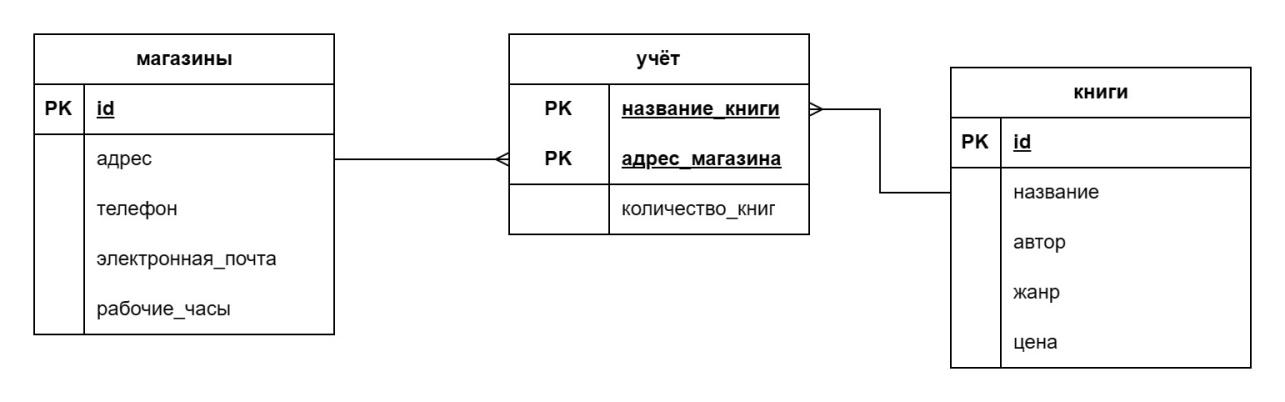 магазины
PK id
адрес
телефон
электронная_почта
рабочие_часы
учёт
PK название_книги
PK адрес_магазина
количество_книг
книги
PK id
название
автор
жанр
цена